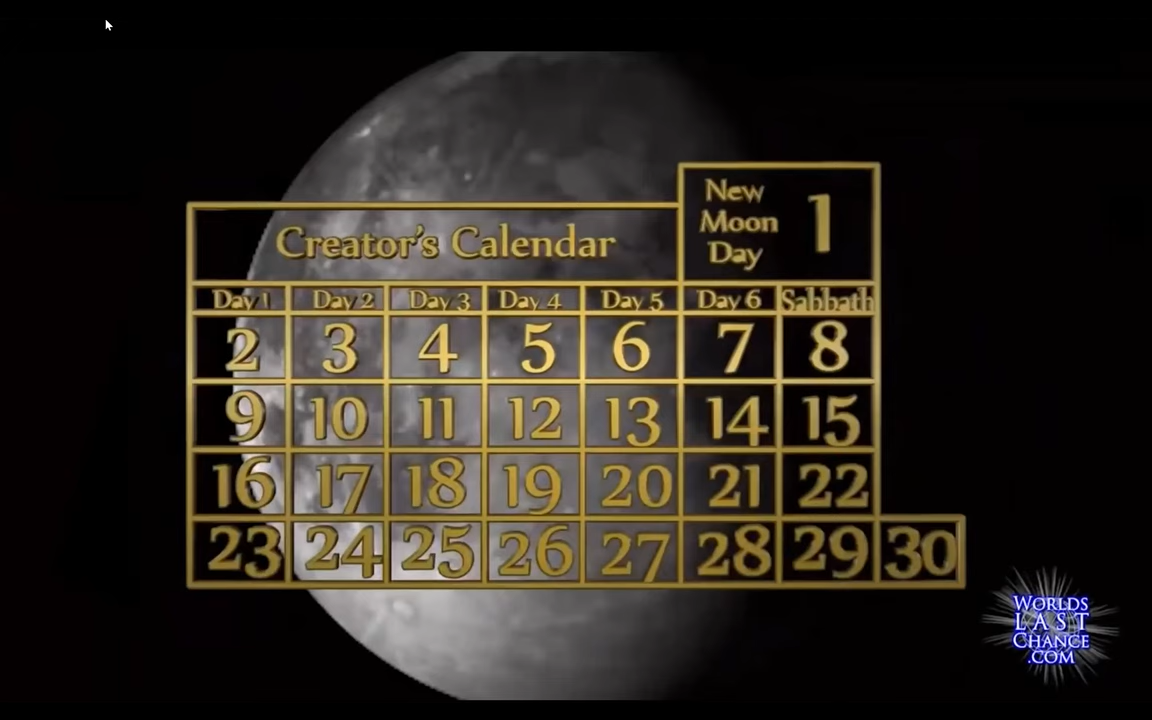 New
Moon
Day
1
Creator's Calendar
Day 1 Day 2 Day 3 Day 4 Day 5 Day 6 Sabbath
2 3 4 5 6 7 8
9 10 11 12 13 14 15
16 17 18 19 20 21 22
23 24 25 26 27 28 29 30
WORLDS
LAST
CHANCE
.COM